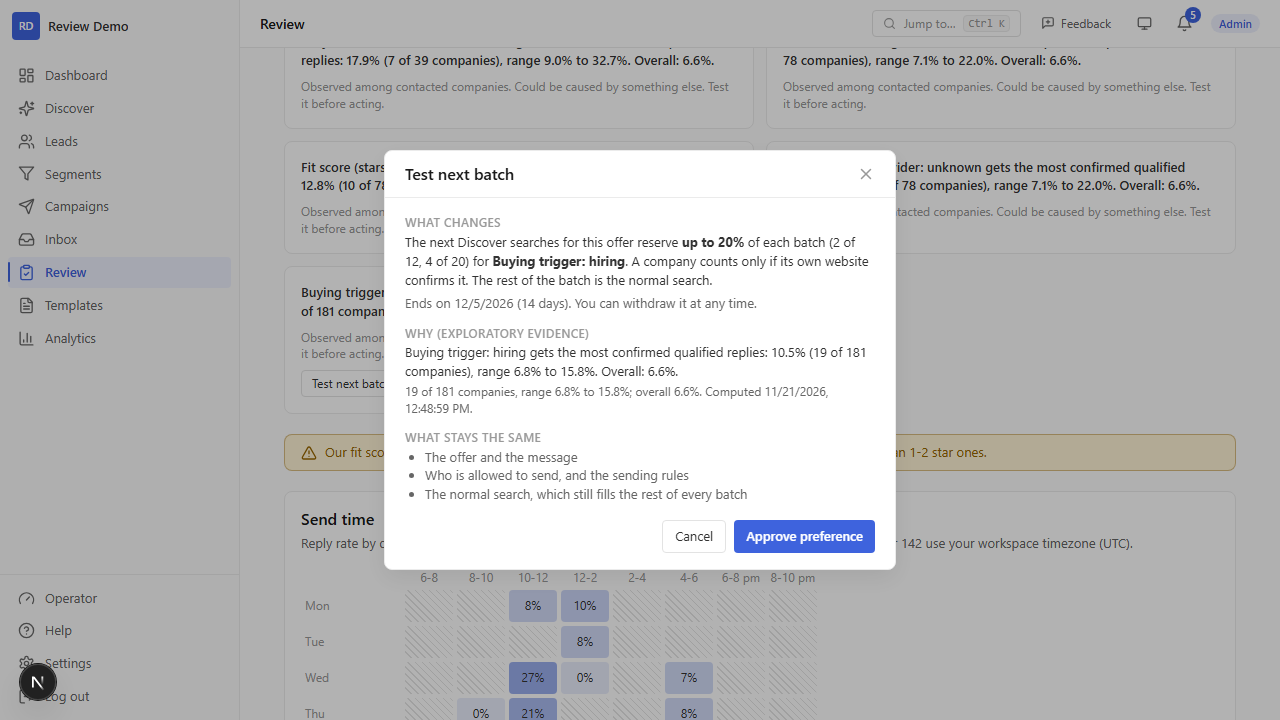 RD Review Demo
Dashboard
Discover
Leads
Segments
Campaigns
Inbox
Review
Templates
Analytics
Operator
Help
Settings
Log out
N
Review
Jump to... Ctrl K
Feedback
5
Admin
replies: 17.9% (7 of 39 companies), range 9.0% to 32.7%. Overall: 6.6%.
Observed among contacted companies. Could be caused by something else. Test
it before acting.
78 companies), range 7.1% to 22.0%. Overall: 6.6%.
Observed among contacted companies. Could be caused by something else. Test
it before acting.
Fit score (stars
12.8% (10 of 78
Observed amon
it before acting.
ider: unknown gets the most confirmed qualified
f 78 companies), range 7.1% to 22.0%. Overall: 6.6%.
tacted companies. Could be caused by something else. Test
Buying trigger
of 181 compan
Observed amon
it before acting.
Test next batc
Test next batch
WHAT CHANGES
The next Discover searches for this offer reserve up to 20% of each batch (2 of
12, 4 of 20) for Buying trigger: hiring. A company counts only if its own website
confirms it. The rest of the batch is the normal search.
Ends on 12/5/2026 (14 days). You can withdraw it at any time.
WHY (EXPLORATORY EVIDENCE)
Buying trigger: hiring gets the most confirmed qualified replies: 10.5% (19 of 181
companies), range 6.8% to 15.8%. Overall: 6.6%.
19 of 181 companies, range 6.8% to 15.8%; overall 6.6%. Computed 11/21/2026,
12:48:59 PM.
WHAT STAYS THE SAME
• The offer and the message
• Who is allowed to send, and the sending rules
• The normal search, which still fills the rest of every batch
Cancel
Approve preference
Our fit sco
n 1-2 star ones.
Send time
Reply rate by
142 use your workspace timezone (UTC).
6-8 8-10 10-12 12-2 2-4 4-6 6-8 pm 8-10 pm
Mon 8% 10%
Tue 8%
Wed 27% 0% 7%
Thu 0% 21% 8%